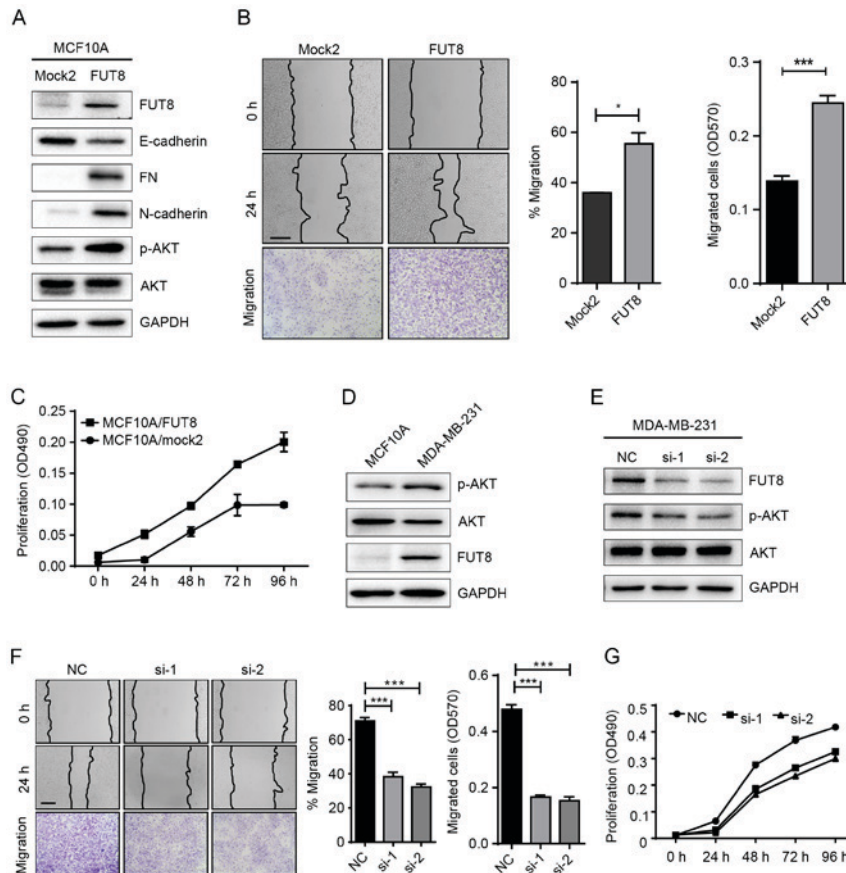 A
MCF10A
Mock2 FUT8
FUT8
E-cadherin
FN
N-cadherin
p-AKT
AKT
GAPDH
B
Mock2 FUT8
0 h
24 h
Migration
% Migration
80
60
40
20
0
*
Mock2 FUT8
Migrated cells (OD570)
0.3
0.2
0.1
0.0
***
Mock2 FUT8
C
Proliferation (OD490)
0.20
0.15
0.10
0.05
0.00
MCF10A/FUT8
MCF10A/mock2
0 h 24 h 48 h 72 h 96 h
D
MCF10A MDA-MB-231
p-AKT
AKT
FUT8
GAPDH
E
MDA-MB-231
NC si-1 si-2
FUT8
p-AKT
AKT
GAPDH
F
NC si-1 si-2
0 h
24 h
Migration
% Migration
80
60
40
20
0
***
***
NC si-1 si-2
Migrated cells (OD570)
0.6
0.4
0.2
0.0
***
***
NC si-1 si-2
G
Proliferation (OD490)
0.5
0.4
0.3
0.2
0.1
0
NC si-1 si-2
0 h 24 h 48 h 72 h 96 h